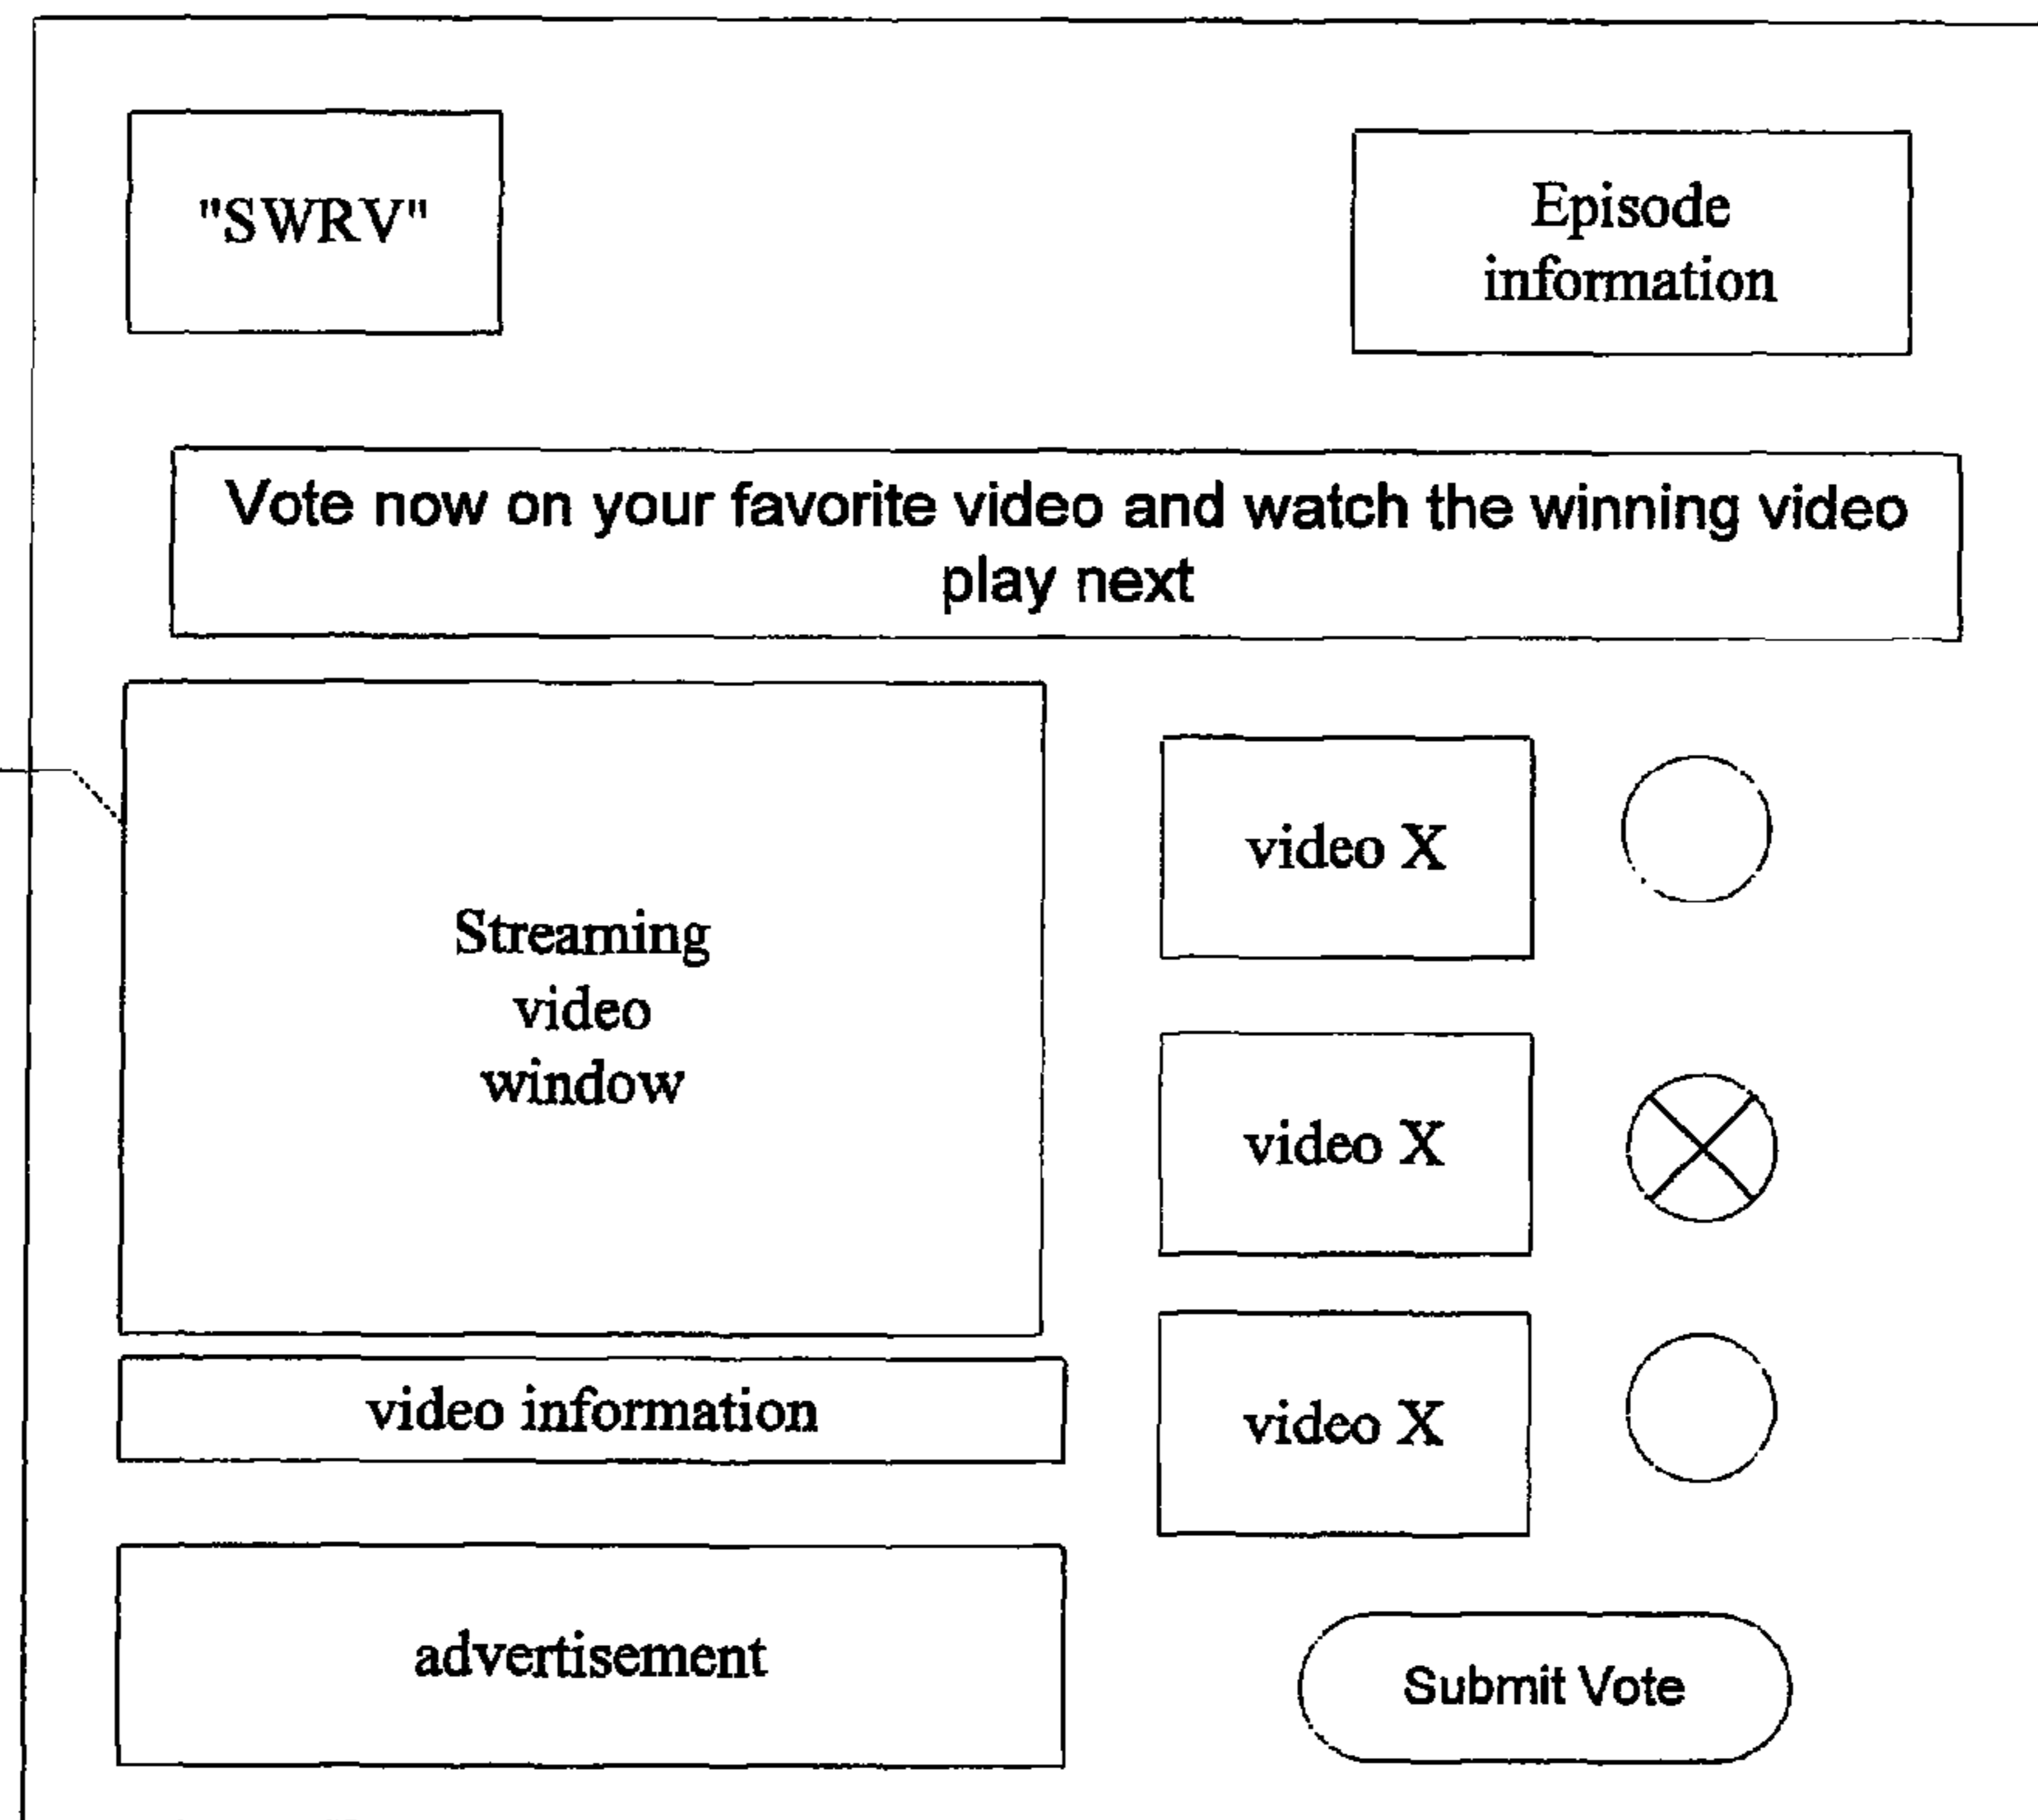 "SWRV"
Episode
information
Vote now on your favorite video and watch the winning video
play next
Streaming
video
window
video X
video X
video X
video information
advertisement
Submit Vote